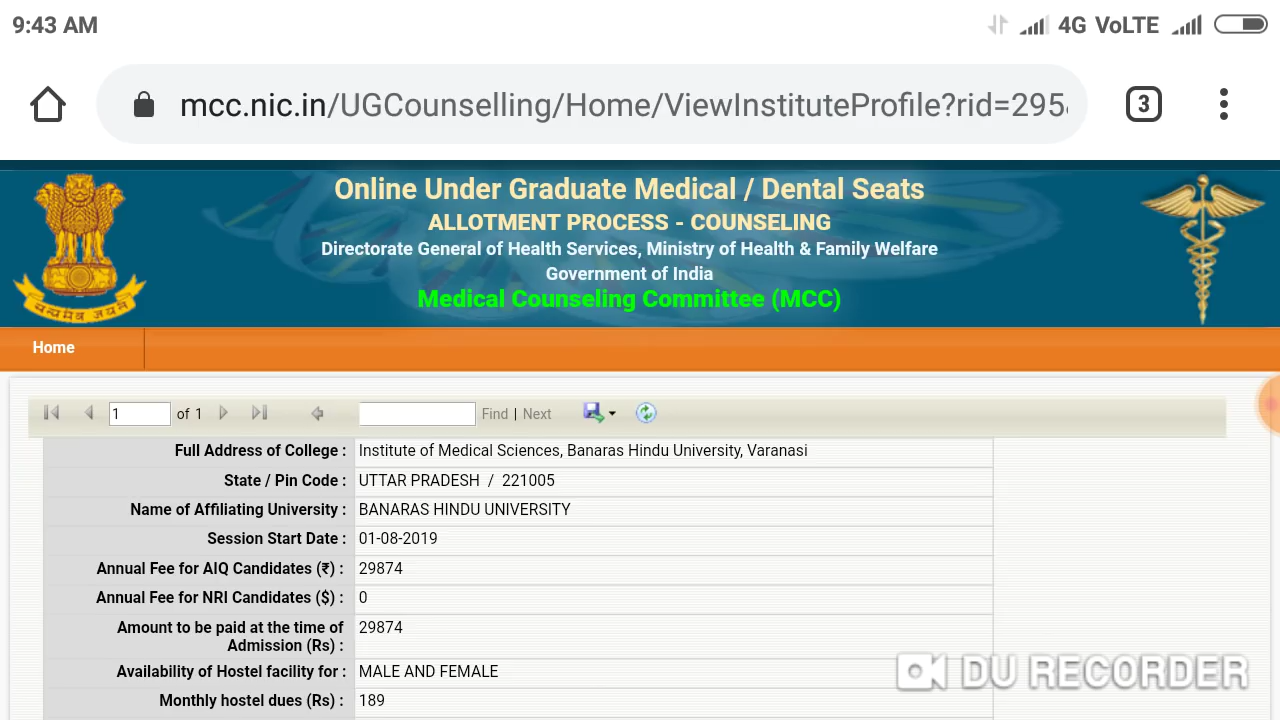 9:43 AM
4G VoLTE
mcc.nic.in/UGCounselling/Home/ViewInstituteProfile?rid=295
3
Online Under Graduate Medical / Dental Seats
ALLOTMENT PROCESS - COUNSELING
Directorate General of Health Services, Ministry of Health & Family Welfare
Government of India
Medical Counseling Committee (MCC)
सत्यमेव जयते
Home
1 of 1 Find | Next
Full Address of College : Institute of Medical Sciences, Banaras Hindu University, Varanasi
State / Pin Code : UTTAR PRADESH / 221005
Name of Affiliating University : BANARAS HINDU UNIVERSITY
Session Start Date : 01-08-2019
Annual Fee for AIQ Candidates (₹) : 29874
Annual Fee for NRI Candidates ($) : 0
Amount to be paid at the time of
Admission (Rs) : 29874
Availability of Hostel facility for : MALE AND FEMALE
Monthly hostel dues (Rs) : 189
DU RECORDER